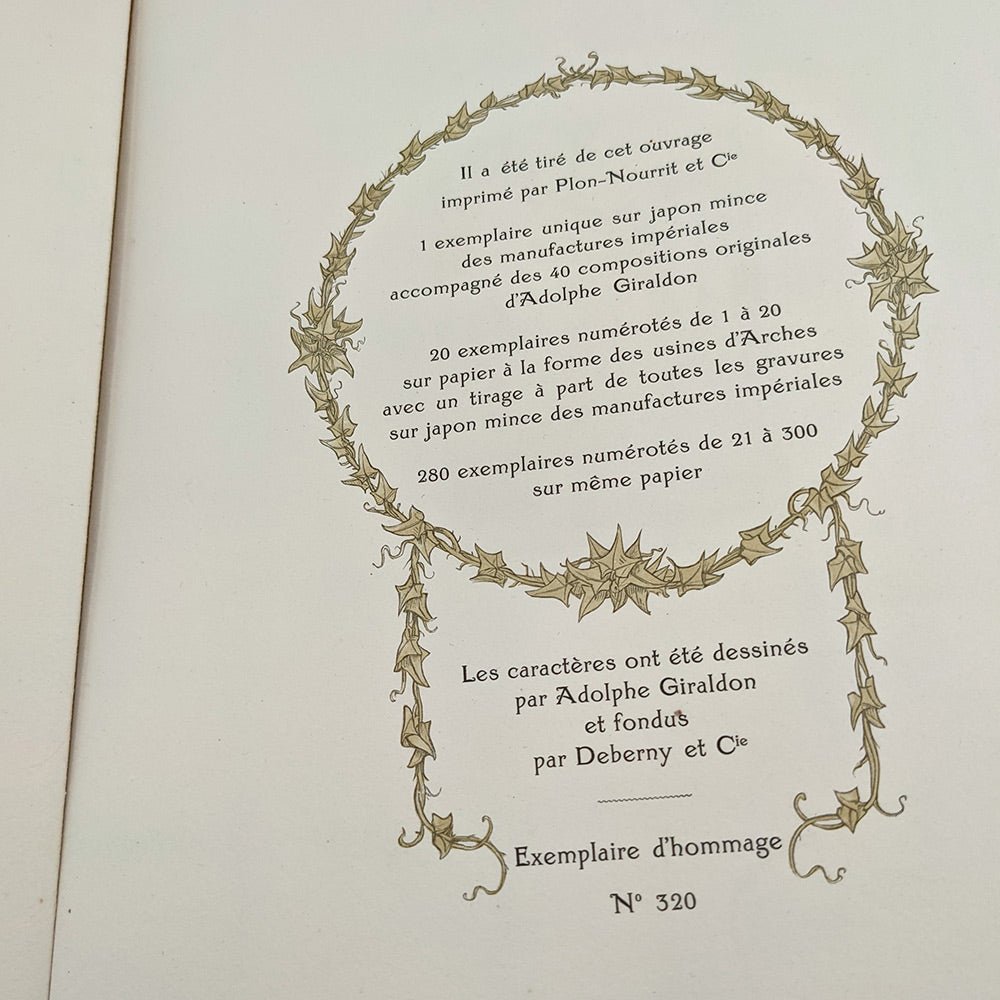 Il a été tiré de cet ouvrage
imprimé par Plon-Nourrit et Cie
1 exemplaire unique sur japon mince
des manufactures impériales
accompagné des 40 compositions originales
d'Adolphe Giraldon
20 exemplaires numérotés de 1 à 20
sur papier à la forme des usines d'Arches
avec un tirage à part de toutes les gravures
sur japon mince des manufactures impériales
280 exemplaires numérotés de 21 à 300
sur même papier
Les caractères ont été dessinés
par Adolphe Giraldon
et fondus
par Deberny et Cie
Exemplaire d'hommage
Nº 320